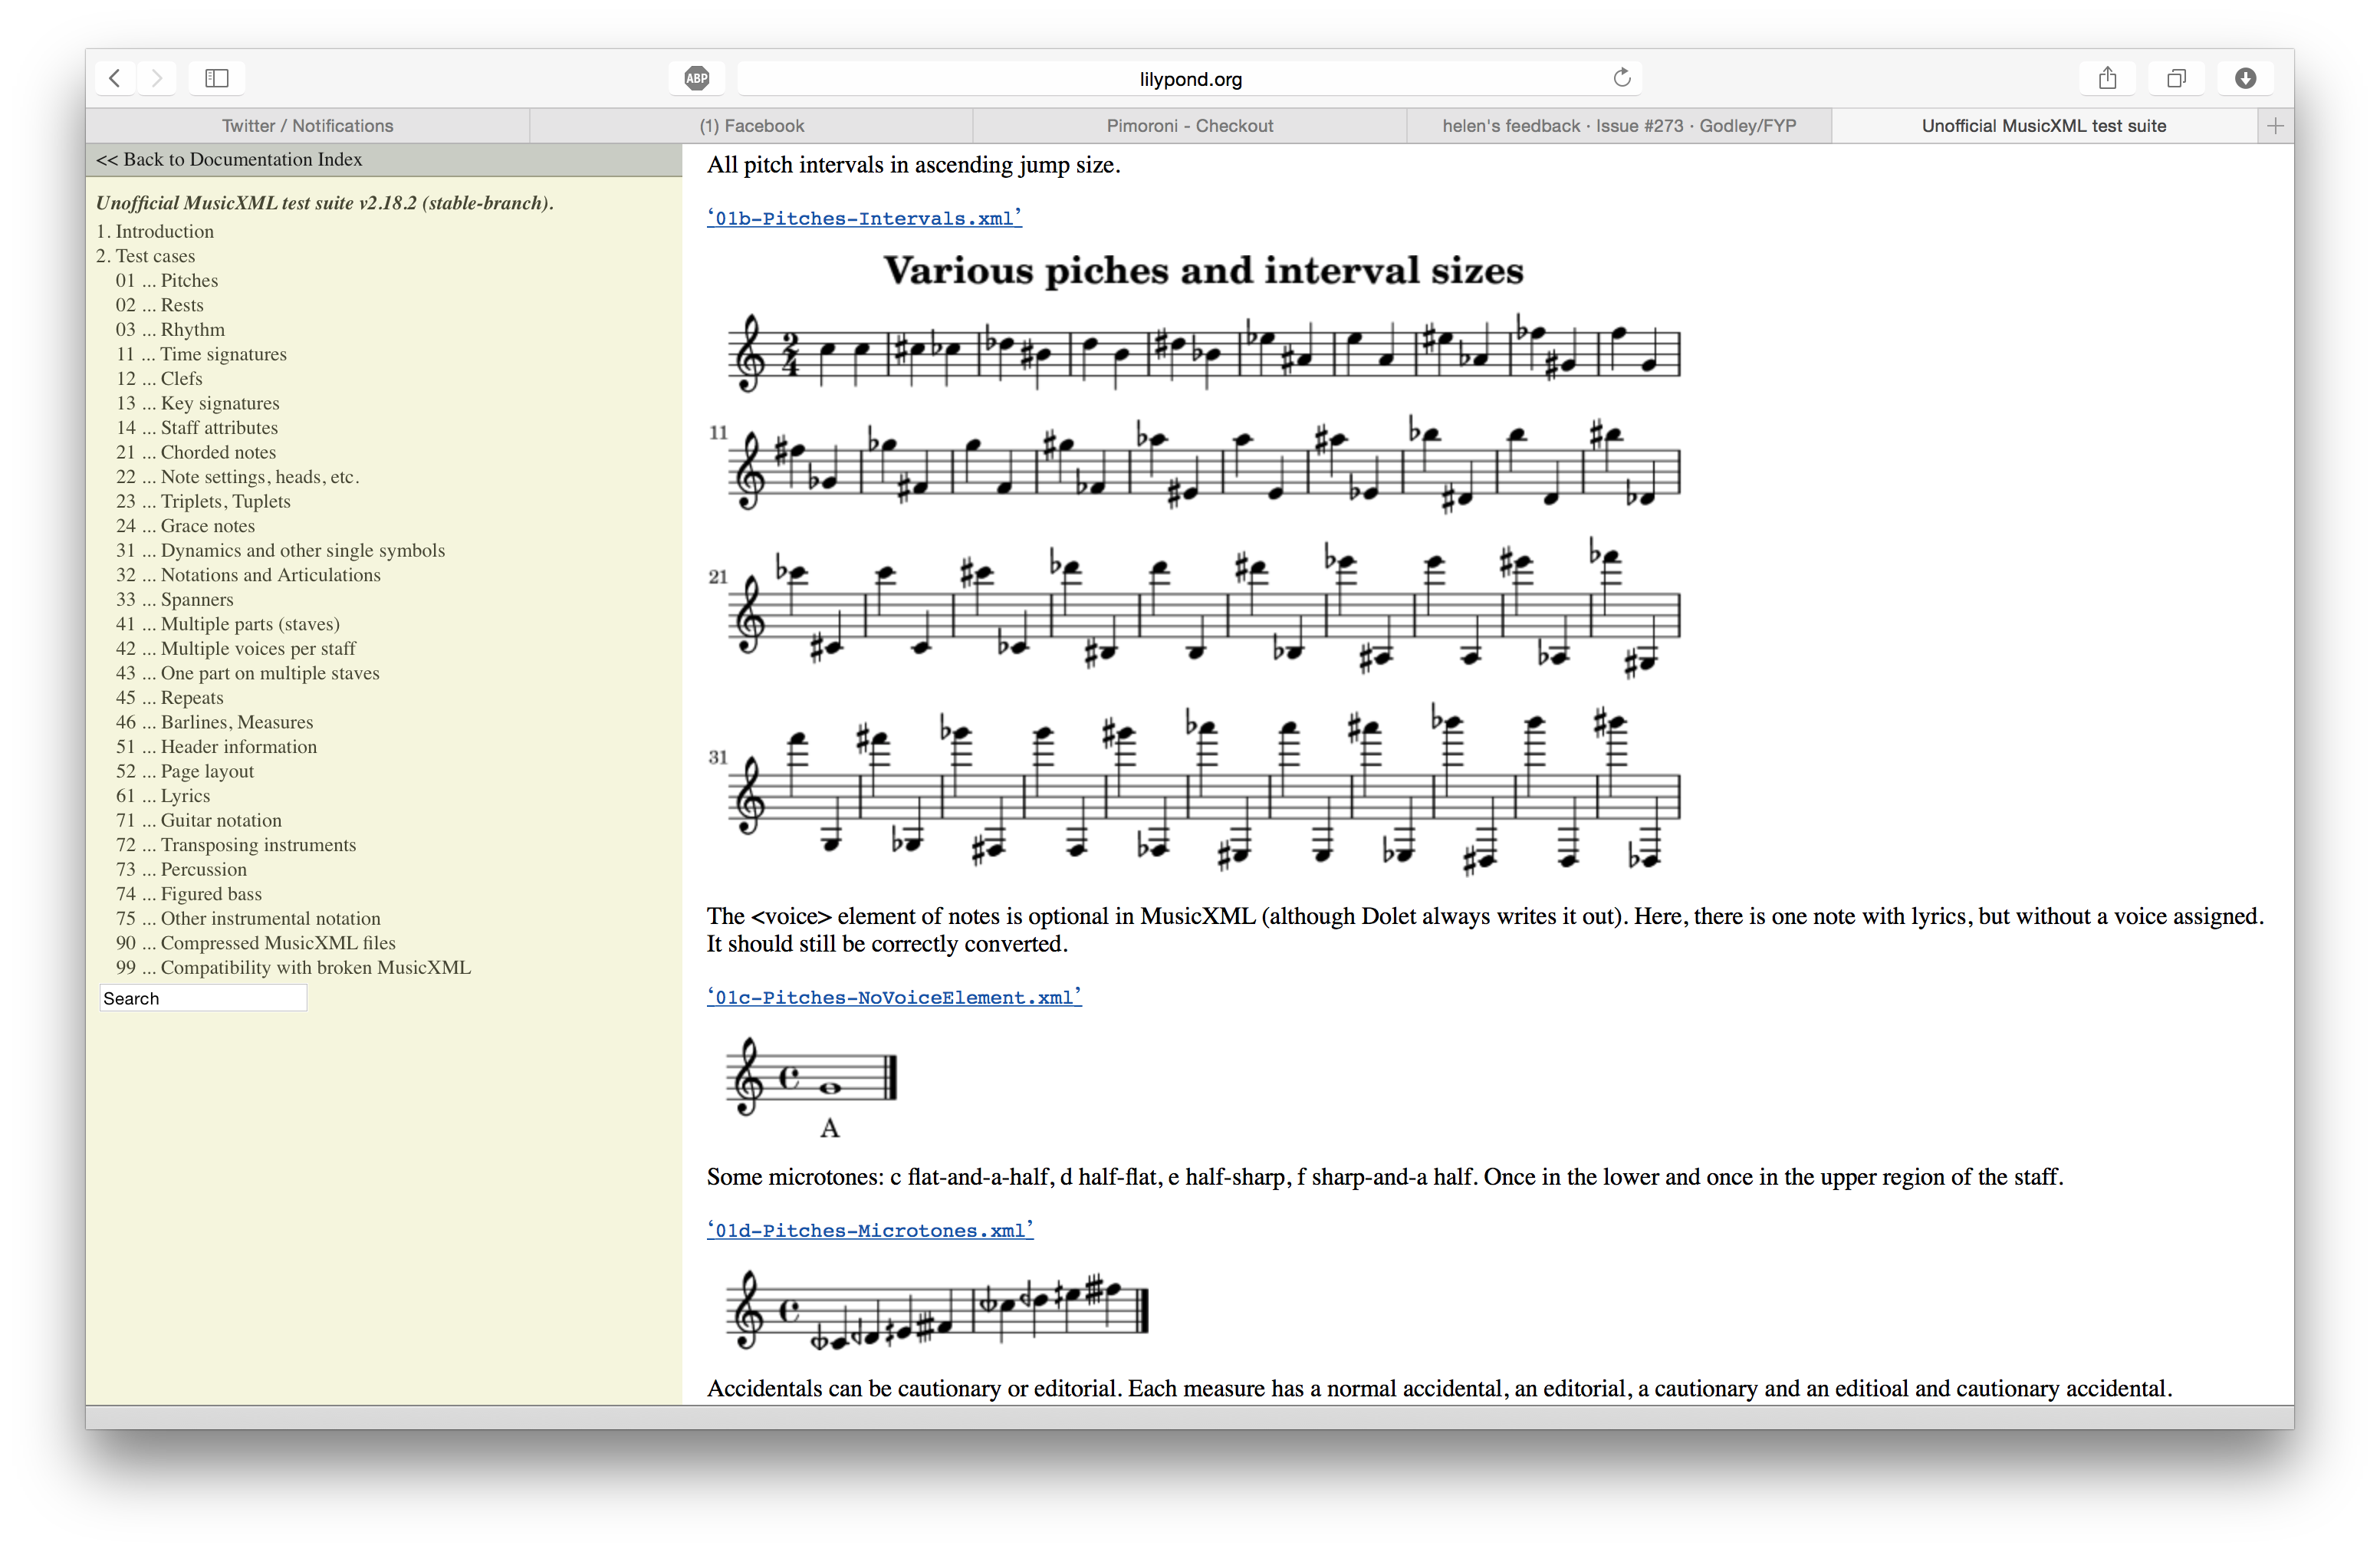 ABP
lilypond.org
Twitter / Notifications
(1) Facebook
Pimoroni - Checkout
helen's feedback · Issue #273 · Godley/FYP
Unofficial MusicXML test suite
<< Back to Documentation Index
Unofficial MusicXML test suite v2.18.2 (stable-branch).
1. Introduction
2. Test cases
01 ... Pitches
02 ... Rests
03 ... Rhythm
11 ... Time signatures
12 ... Clefs
13 ... Key signatures
14 ... Staff attributes
21 ... Chorded notes
22 ... Note settings, heads, etc.
23 ... Triplets, Tuplets
24 ... Grace notes
31 ... Dynamics and other single symbols
32 ... Notations and Articulations
33 ... Spanners
41 ... Multiple parts (staves)
42 ... Multiple voices per staff
43 ... One part on multiple staves
45 ... Repeats
46 ... Barlines, Measures
51 ... Header information
52 ... Page layout
61 ... Lyrics
71 ... Guitar notation
72 ... Transposing instruments
73 ... Percussion
74 ... Figured bass
75 ... Other instrumental notation
90 ... Compressed MusicXML files
99 ... Compatibility with broken MusicXML
Search
All pitch intervals in ascending jump size.
‘01b-Pitches-Intervals.xml’
Various piches and interval sizes
2
4
11
21
31
The <voice> element of notes is optional in MusicXML (although Dolet always writes it out). Here, there is one note with lyrics, but without a voice assigned.
It should still be correctly converted.
‘01c-Pitches-NoVoiceElement.xml’
A
Some microtones: c flat-and-a-half, d half-flat, e half-sharp, f sharp-and-a half. Once in the lower and once in the upper region of the staff.
‘01d-Pitches-Microtones.xml’
Accidentals can be cautionary or editorial. Each measure has a normal accidental, an editorial, a cautionary and an editioal and cautionary accidental.